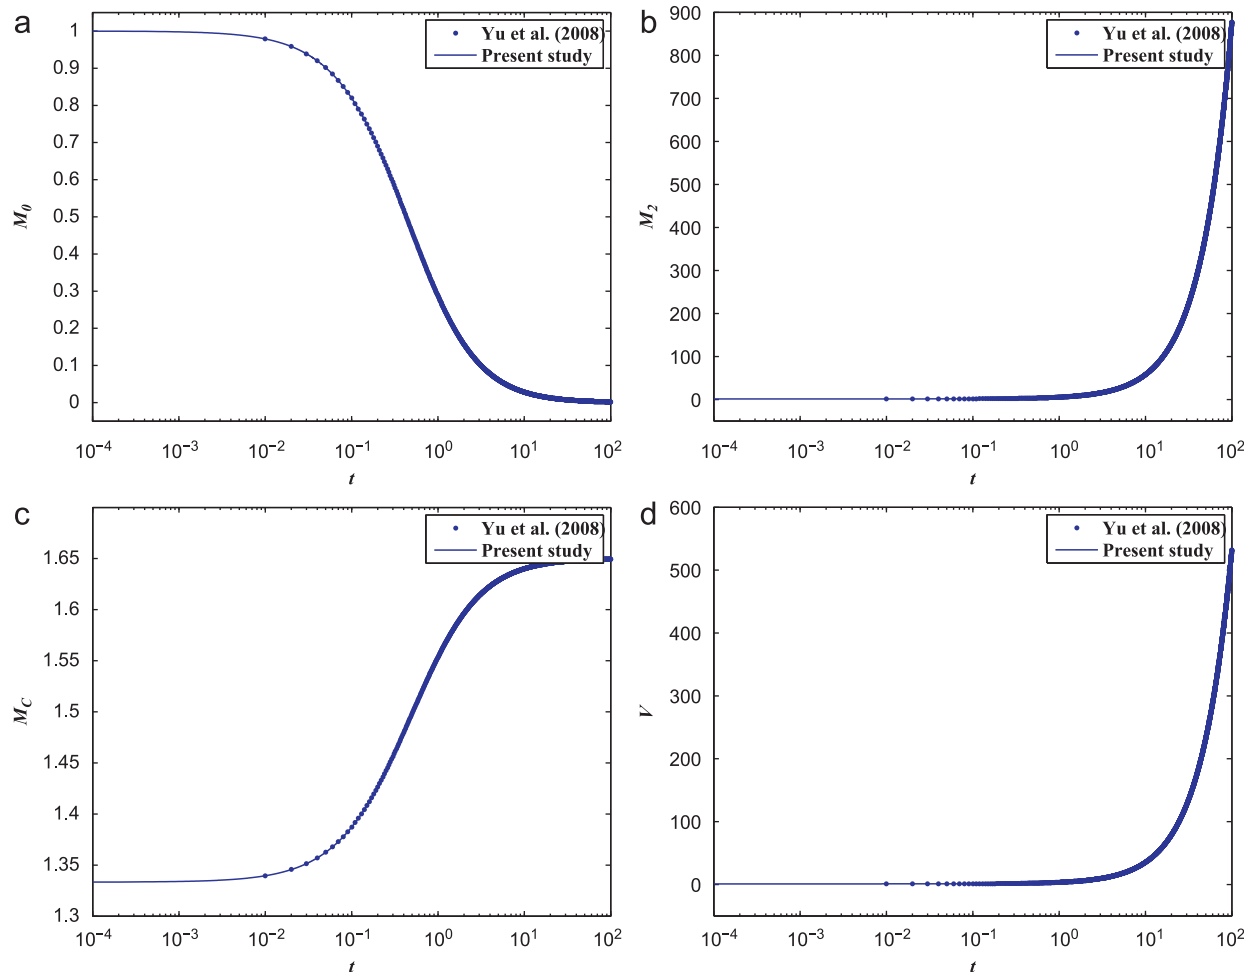 a
Yu et al. (2008)
Present study
1
0.9
0.8
0.7
0.6
0.5
0.4
0.3
0.2
0.1
0
M₀
10⁻⁴ 10⁻³ 10⁻² 10⁻¹ 10⁰ 10¹ 10²
t
b
Yu et al. (2008)
Present study
900
800
700
600
500
400
300
200
100
0
M₂
10⁻⁴ 10⁻³ 10⁻² 10⁻¹ 10⁰ 10¹ 10²
t
c
Yu et al. (2008)
Present study
1.65
1.6
1.55
1.5
1.45
1.4
1.35
1.3
M_C
10⁻⁴ 10⁻³ 10⁻² 10⁻¹ 10⁰ 10¹ 10²
t
d
Yu et al. (2008)
Present study
600
500
400
300
200
100
0
V
10⁻⁴ 10⁻³ 10⁻² 10⁻¹ 10⁰ 10¹ 10²
t